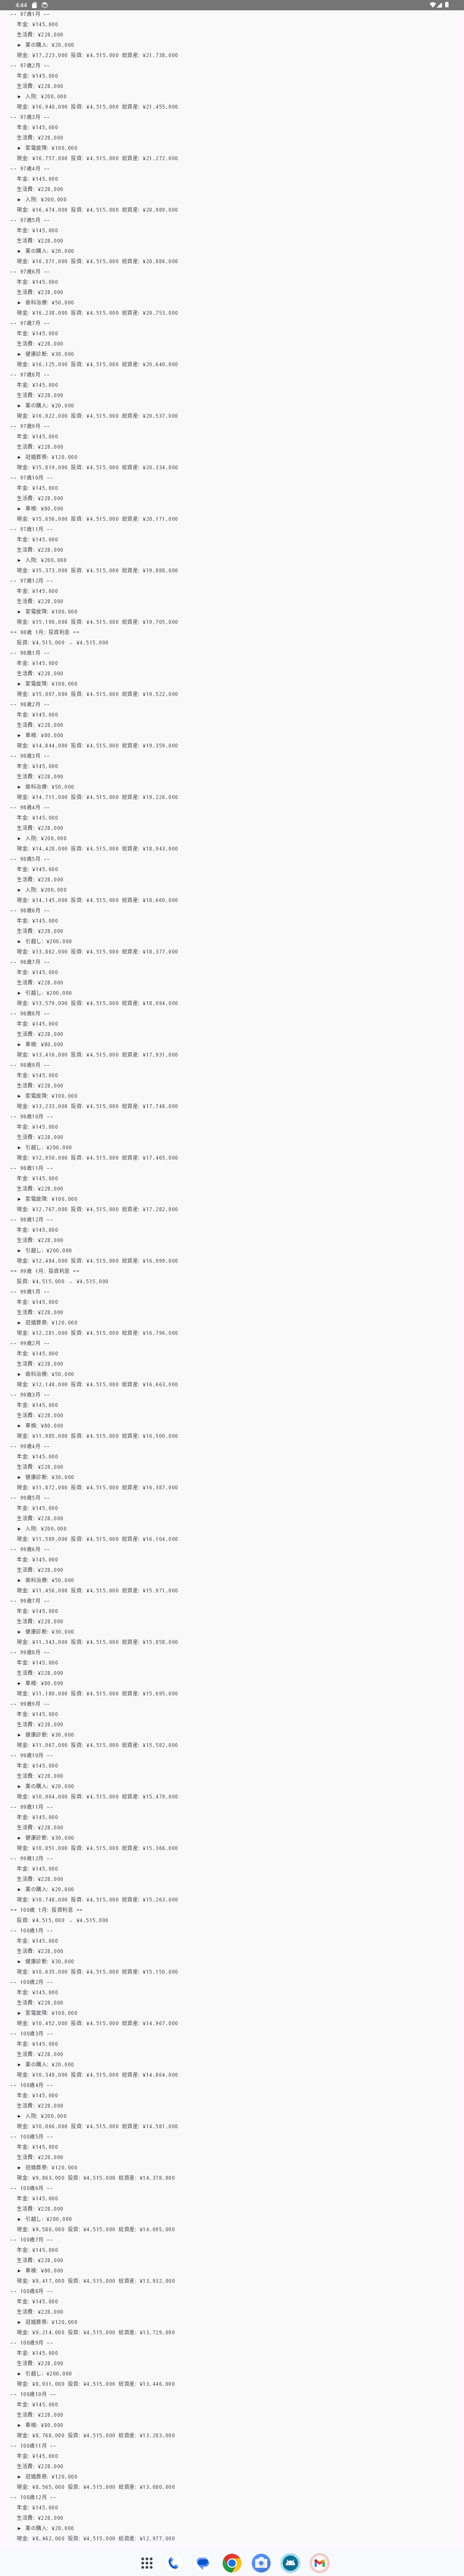 4:44
-- 97歳1月 --
年金: ¥145,000
生活費: ¥228,000
► 薬の購入: ¥20,000
現金: ¥17,223,000 投資: ¥4,515,000 総資産: ¥21,738,000
-- 97歳2月 --
年金: ¥145,000
生活費: ¥228,000
► 入院: ¥200,000
現金: ¥16,940,000 投資: ¥4,515,000 総資産: ¥21,455,000
-- 97歳3月 --
年金: ¥145,000
生活費: ¥228,000
► 家電故障: ¥100,000
現金: ¥16,757,000 投資: ¥4,515,000 総資産: ¥21,272,000
-- 97歳4月 --
年金: ¥145,000
生活費: ¥228,000
► 入院: ¥200,000
現金: ¥16,474,000 投資: ¥4,515,000 総資産: ¥20,989,000
-- 97歳5月 --
年金: ¥145,000
生活費: ¥228,000
► 薬の購入: ¥20,000
現金: ¥16,371,000 投資: ¥4,515,000 総資産: ¥20,886,000
-- 97歳6月 --
年金: ¥145,000
生活費: ¥228,000
► 歯科治療: ¥50,000
現金: ¥16,238,000 投資: ¥4,515,000 総資産: ¥20,753,000
-- 97歳7月 --
年金: ¥145,000
生活費: ¥228,000
► 健康診断: ¥30,000
現金: ¥16,125,000 投資: ¥4,515,000 総資産: ¥20,640,000
-- 97歳8月 --
年金: ¥145,000
生活費: ¥228,000
► 薬の購入: ¥20,000
現金: ¥16,022,000 投資: ¥4,515,000 総資産: ¥20,537,000
-- 97歳9月 --
年金: ¥145,000
生活費: ¥228,000
► 冠婚葬祭: ¥120,000
現金: ¥15,819,000 投資: ¥4,515,000 総資産: ¥20,334,000
-- 97歳10月 --
年金: ¥145,000
生活費: ¥228,000
► 車検: ¥80,000
現金: ¥15,656,000 投資: ¥4,515,000 総資産: ¥20,171,000
-- 97歳11月 --
年金: ¥145,000
生活費: ¥228,000
► 入院: ¥200,000
現金: ¥15,373,000 投資: ¥4,515,000 総資産: ¥19,888,000
-- 97歳12月 --
年金: ¥145,000
生活費: ¥228,000
► 家電故障: ¥100,000
現金: ¥15,190,000 投資: ¥4,515,000 総資産: ¥19,705,000
== 98歳 1月: 投資利息 ==
投資: ¥4,515,000 → ¥4,515,000
-- 98歳1月 --
年金: ¥145,000
生活費: ¥228,000
► 家電故障: ¥100,000
現金: ¥15,007,000 投資: ¥4,515,000 総資産: ¥19,522,000
-- 98歳2月 --
年金: ¥145,000
生活費: ¥228,000
► 車検: ¥80,000
現金: ¥14,844,000 投資: ¥4,515,000 総資産: ¥19,359,000
-- 98歳3月 --
年金: ¥145,000
生活費: ¥228,000
► 歯科治療: ¥50,000
現金: ¥14,711,000 投資: ¥4,515,000 総資産: ¥19,226,000
-- 98歳4月 --
年金: ¥145,000
生活費: ¥228,000
► 入院: ¥200,000
現金: ¥14,428,000 投資: ¥4,515,000 総資産: ¥18,943,000
-- 98歳5月 --
年金: ¥145,000
生活費: ¥228,000
► 入院: ¥200,000
現金: ¥14,145,000 投資: ¥4,515,000 総資産: ¥18,660,000
-- 98歳6月 --
年金: ¥145,000
生活費: ¥228,000
► 引越し: ¥200,000
現金: ¥13,862,000 投資: ¥4,515,000 総資産: ¥18,377,000
-- 98歳7月 --
年金: ¥145,000
生活費: ¥228,000
► 引越し: ¥200,000
現金: ¥13,579,000 投資: ¥4,515,000 総資産: ¥18,094,000
-- 98歳8月 --
年金: ¥145,000
生活費: ¥228,000
► 車検: ¥80,000
現金: ¥13,416,000 投資: ¥4,515,000 総資産: ¥17,931,000
-- 98歳9月 --
年金: ¥145,000
生活費: ¥228,000
► 家電故障: ¥100,000
現金: ¥13,233,000 投資: ¥4,515,000 総資産: ¥17,748,000
-- 98歳10月 --
年金: ¥145,000
生活費: ¥228,000
► 引越し: ¥200,000
現金: ¥12,950,000 投資: ¥4,515,000 総資産: ¥17,465,000
-- 98歳11月 --
年金: ¥145,000
生活費: ¥228,000
► 家電故障: ¥100,000
現金: ¥12,767,000 投資: ¥4,515,000 総資産: ¥17,282,000
-- 98歳12月 --
年金: ¥145,000
生活費: ¥228,000
► 引越し: ¥200,000
現金: ¥12,484,000 投資: ¥4,515,000 総資産: ¥16,999,000
== 99歳 1月: 投資利息 ==
投資: ¥4,515,000 → ¥4,515,000
-- 99歳1月 --
年金: ¥145,000
生活費: ¥228,000
► 冠婚葬祭: ¥120,000
現金: ¥12,281,000 投資: ¥4,515,000 総資産: ¥16,796,000
-- 99歳2月 --
年金: ¥145,000
生活費: ¥228,000
► 歯科治療: ¥50,000
現金: ¥12,148,000 投資: ¥4,515,000 総資産: ¥16,663,000
-- 99歳3月 --
年金: ¥145,000
生活費: ¥228,000
► 車検: ¥80,000
現金: ¥11,985,000 投資: ¥4,515,000 総資産: ¥16,500,000
-- 99歳4月 --
年金: ¥145,000
生活費: ¥228,000
► 健康診断: ¥30,000
現金: ¥11,872,000 投資: ¥4,515,000 総資産: ¥16,387,000
-- 99歳5月 --
年金: ¥145,000
生活費: ¥228,000
► 入院: ¥200,000
現金: ¥11,589,000 投資: ¥4,515,000 総資産: ¥16,104,000
-- 99歳6月 --
年金: ¥145,000
生活費: ¥228,000
► 歯科治療: ¥50,000
現金: ¥11,456,000 投資: ¥4,515,000 総資産: ¥15,971,000
-- 99歳7月 --
年金: ¥145,000
生活費: ¥228,000
► 健康診断: ¥30,000
現金: ¥11,343,000 投資: ¥4,515,000 総資産: ¥15,858,000
-- 99歳8月 --
年金: ¥145,000
生活費: ¥228,000
► 車検: ¥80,000
現金: ¥11,180,000 投資: ¥4,515,000 総資産: ¥15,695,000
-- 99歳9月 --
年金: ¥145,000
生活費: ¥228,000
► 健康診断: ¥30,000
現金: ¥11,067,000 投資: ¥4,515,000 総資産: ¥15,582,000
-- 99歳10月 --
年金: ¥145,000
生活費: ¥228,000
► 薬の購入: ¥20,000
現金: ¥10,964,000 投資: ¥4,515,000 総資産: ¥15,479,000
-- 99歳11月 --
年金: ¥145,000
生活費: ¥228,000
► 健康診断: ¥30,000
現金: ¥10,851,000 投資: ¥4,515,000 総資産: ¥15,366,000
-- 99歳12月 --
年金: ¥145,000
生活費: ¥228,000
► 薬の購入: ¥20,000
現金: ¥10,748,000 投資: ¥4,515,000 総資産: ¥15,263,000
== 100歳 1月: 投資利息 ==
投資: ¥4,515,000 → ¥4,515,000
-- 100歳1月 --
年金: ¥145,000
生活費: ¥228,000
► 健康診断: ¥30,000
現金: ¥10,635,000 投資: ¥4,515,000 総資産: ¥15,150,000
-- 100歳2月 --
年金: ¥145,000
生活費: ¥228,000
► 家電故障: ¥100,000
現金: ¥10,452,000 投資: ¥4,515,000 総資産: ¥14,967,000
-- 100歳3月 --
年金: ¥145,000
生活費: ¥228,000
► 薬の購入: ¥20,000
現金: ¥10,349,000 投資: ¥4,515,000 総資産: ¥14,864,000
-- 100歳4月 --
年金: ¥145,000
生活費: ¥228,000
► 入院: ¥200,000
現金: ¥10,066,000 投資: ¥4,515,000 総資産: ¥14,581,000
-- 100歳5月 --
年金: ¥145,000
生活費: ¥228,000
► 冠婚葬祭: ¥120,000
現金: ¥9,863,000 投資: ¥4,515,000 総資産: ¥14,378,000
-- 100歳6月 --
年金: ¥145,000
生活費: ¥228,000
► 引越し: ¥200,000
現金: ¥9,580,000 投資: ¥4,515,000 総資産: ¥14,095,000
-- 100歳7月 --
年金: ¥145,000
生活費: ¥228,000
► 車検: ¥80,000
現金: ¥9,417,000 投資: ¥4,515,000 総資産: ¥13,932,000
-- 100歳8月 --
年金: ¥145,000
生活費: ¥228,000
► 冠婚葬祭: ¥120,000
現金: ¥9,214,000 投資: ¥4,515,000 総資産: ¥13,729,000
-- 100歳9月 --
年金: ¥145,000
生活費: ¥228,000
► 引越し: ¥200,000
現金: ¥8,931,000 投資: ¥4,515,000 総資産: ¥13,446,000
-- 100歳10月 --
年金: ¥145,000
生活費: ¥228,000
► 車検: ¥80,000
現金: ¥8,768,000 投資: ¥4,515,000 総資産: ¥13,283,000
-- 100歳11月 --
年金: ¥145,000
生活費: ¥228,000
► 冠婚葬祭: ¥120,000
現金: ¥8,565,000 投資: ¥4,515,000 総資産: ¥13,080,000
-- 100歳12月 --
年金: ¥145,000
生活費: ¥228,000
► 薬の購入: ¥20,000
現金: ¥8,462,000 投資: ¥4,515,000 総資産: ¥12,977,000